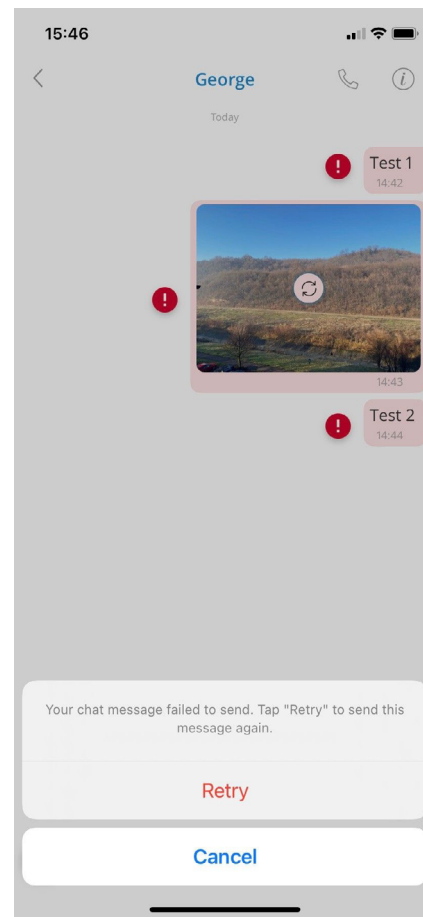 15:46
George
Today
Test 1
14:42
14:43
Test 2
14:44
Your chat message failed to send. Tap "Retry" to send this
message again.
Retry
Cancel